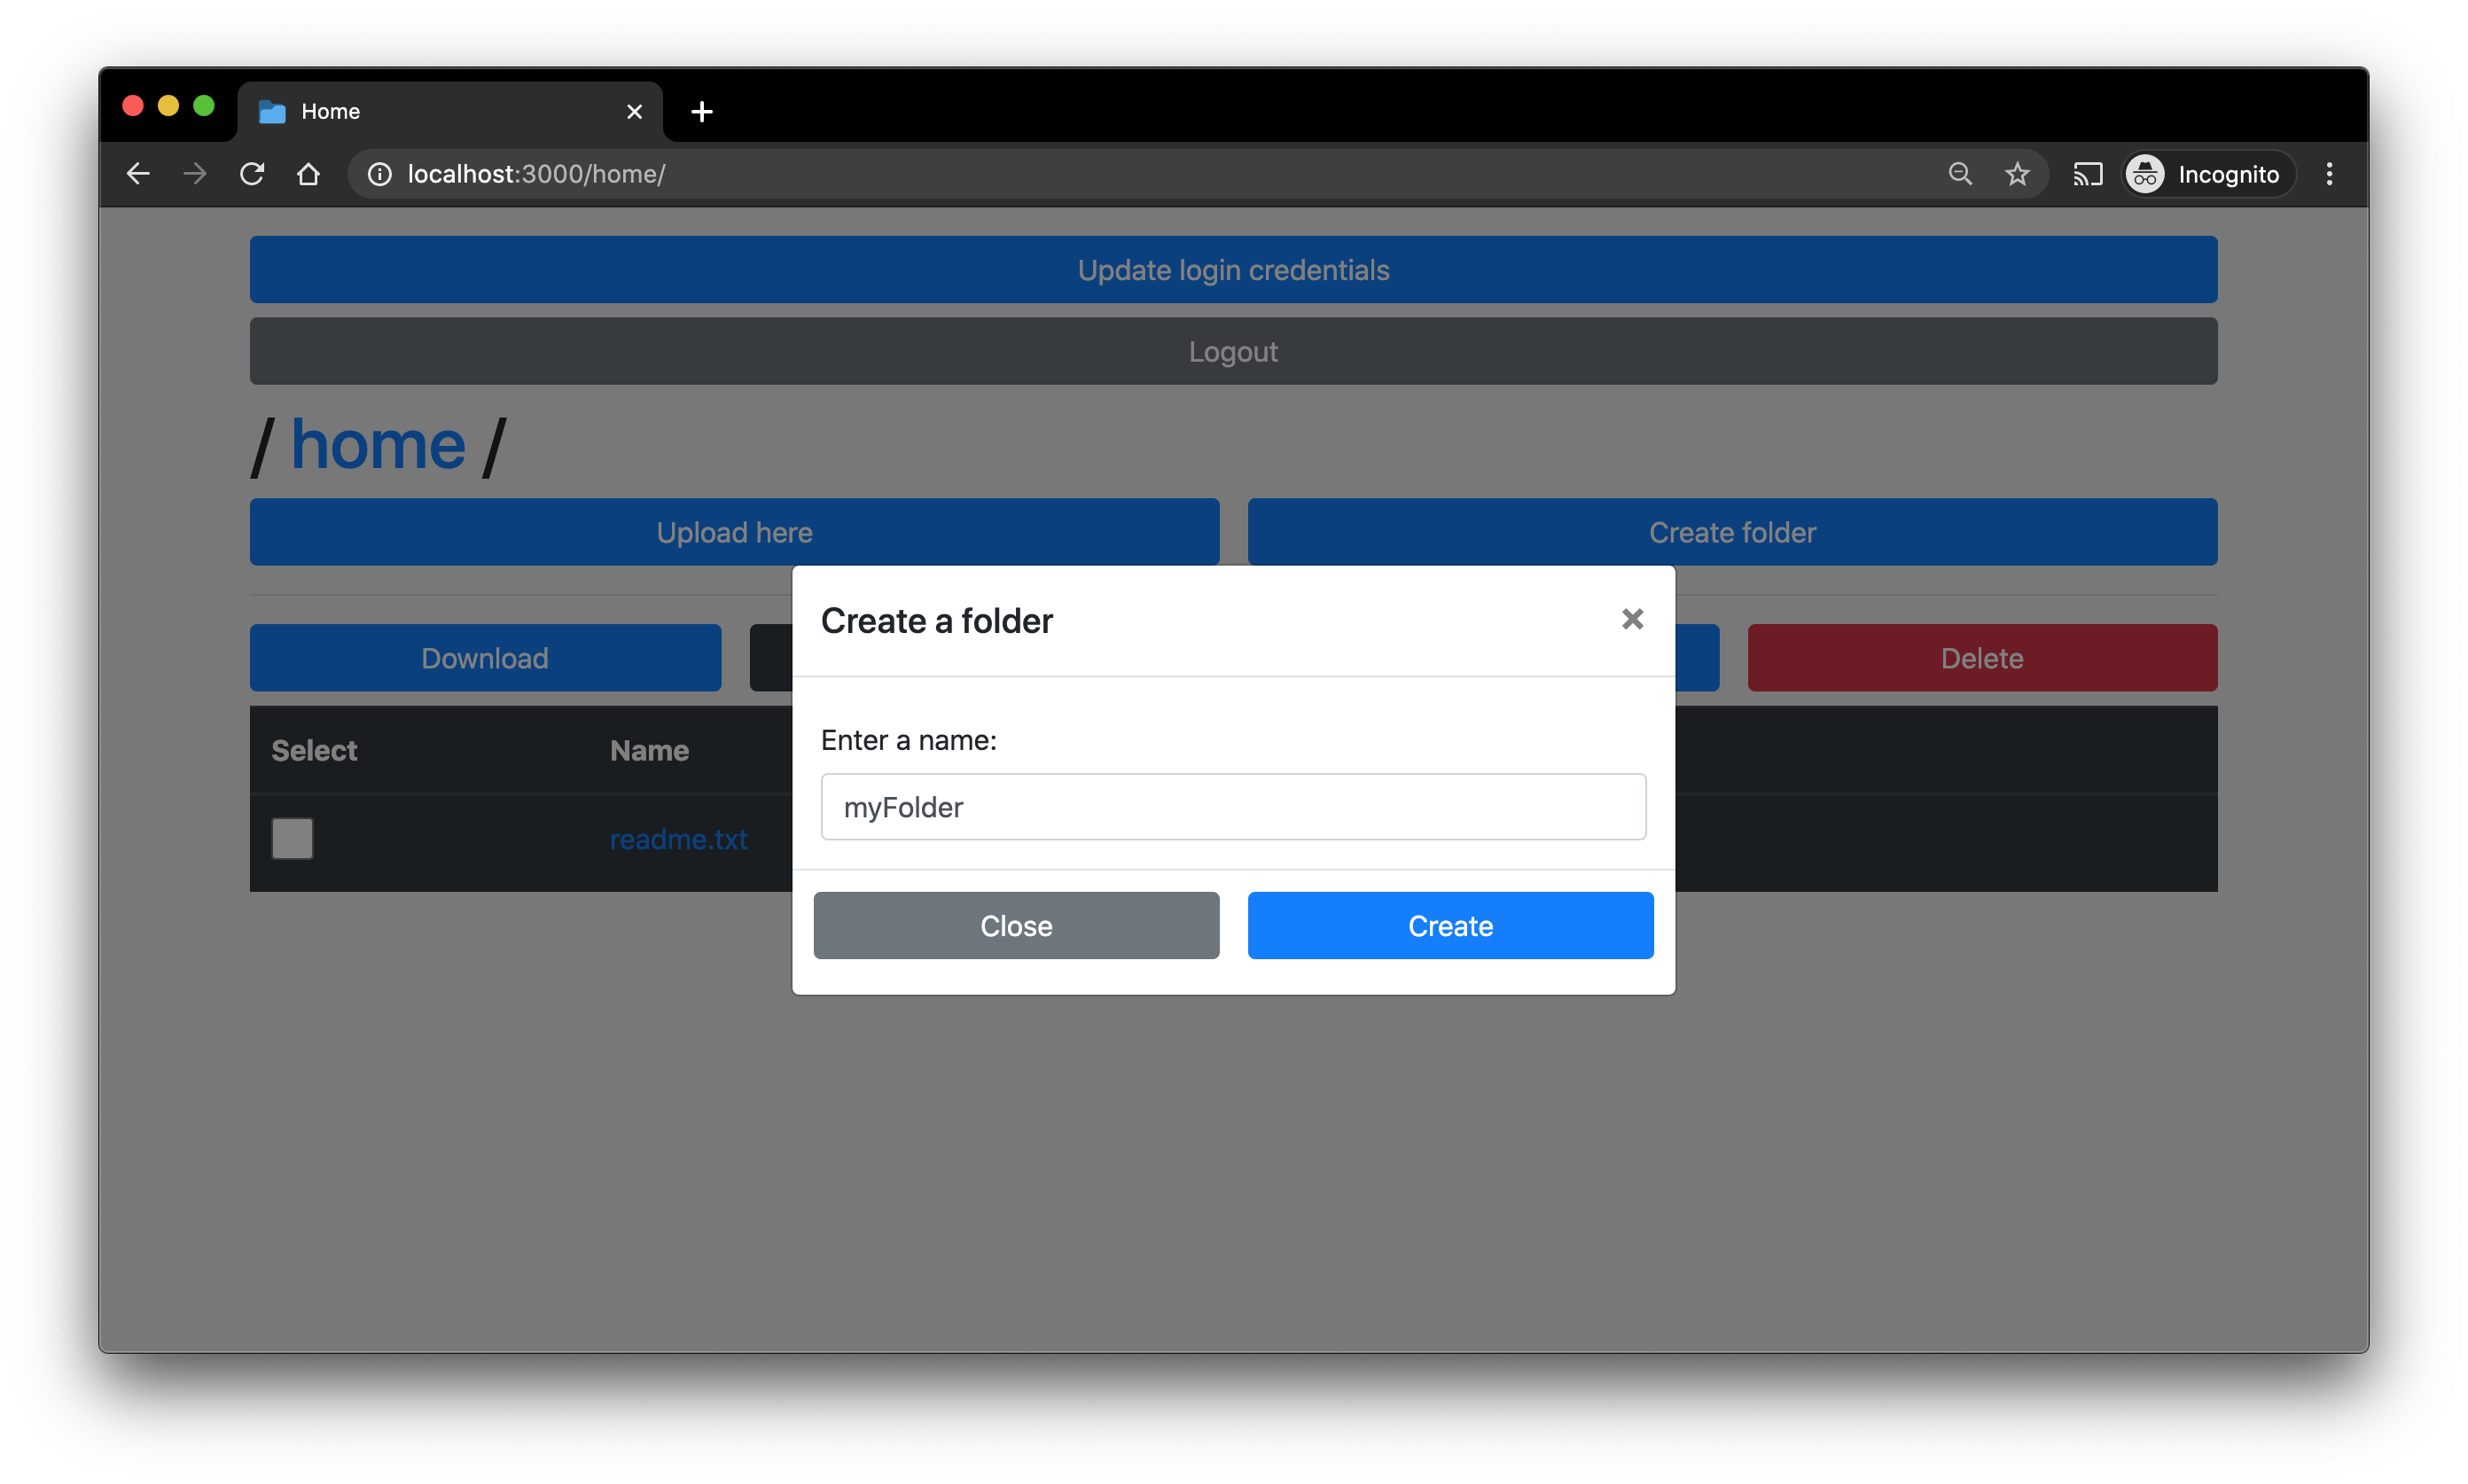 Home
localhost:3000/home/
Incognito
Update login credentials
Logout
/ home /
Upload here
Create folder
Create a folder
Download
Delete
Select
Name
Enter a name:
myFolder
readme.txt
Close
Create